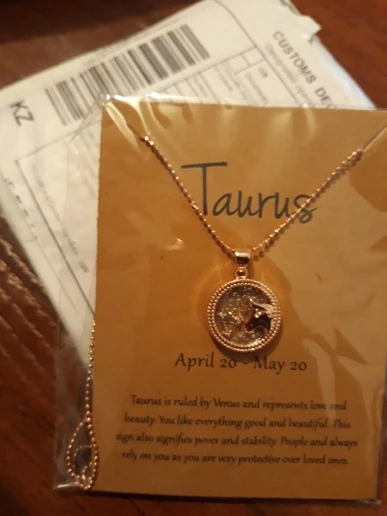 CUSTOMS DE
KZ
Taurus
April 20 - May 20
Taurus is ruled by Venus and represents love and
beauty. You like everything good and beautiful. This
sign also signifies power and stability. People and always
rely on you as you are very protective over loved ones.